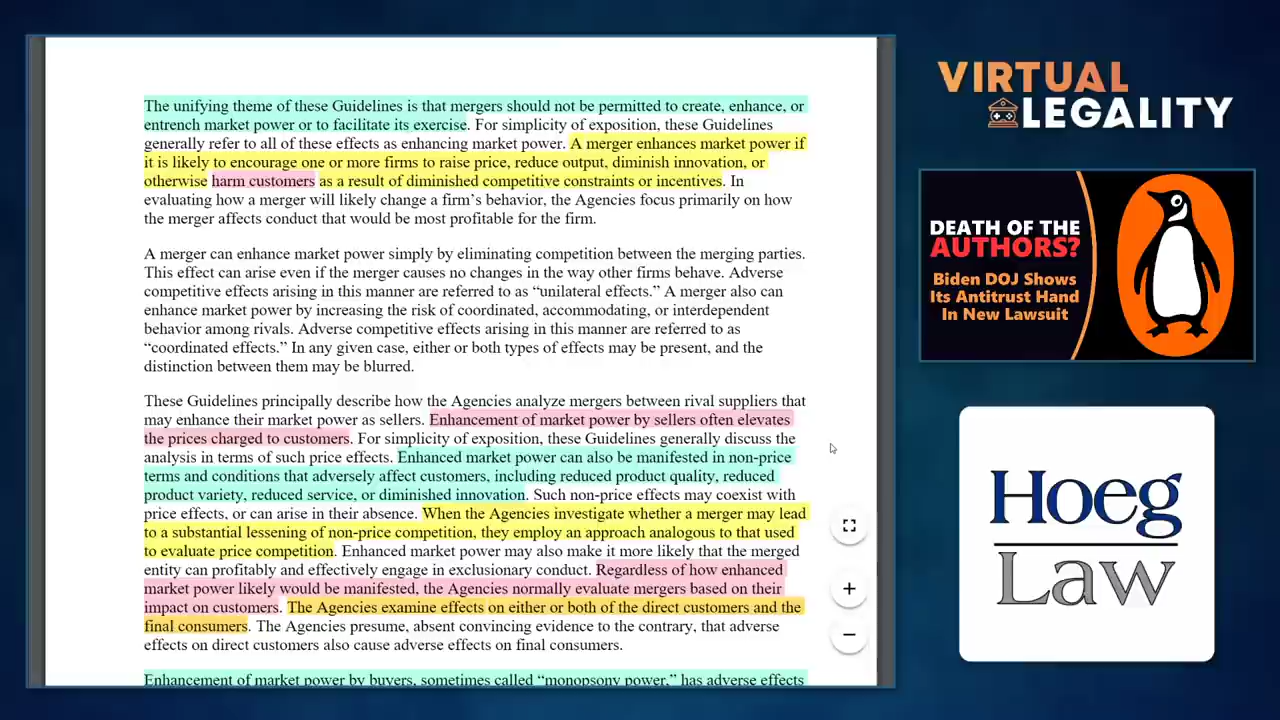 The unifying theme of these Guidelines is that mergers should not be permitted to create, enhance, or
entrench market power or to facilitate its exercise. For simplicity of exposition, these Guidelines
generally refer to all of these effects as enhancing market power. A merger enhances market power if
it is likely to encourage one or more firms to raise price, reduce output, diminish innovation, or
otherwise harm customers as a result of diminished competitive constraints or incentives. In
evaluating how a merger will likely change a firm's behavior, the Agencies focus primarily on how
the merger affects conduct that would be most profitable for the firm.
A merger can enhance market power simply by eliminating competition between the merging parties.
This effect can arise even if the merger causes no changes in the way other firms behave. Adverse
competitive effects arising in this manner are referred to as “unilateral effects.” A merger also can
enhance market power by increasing the risk of coordinated, accommodating, or interdependent
behavior among rivals. Adverse competitive effects arising in this manner are referred to as
“coordinated effects.” In any given case, either or both types of effects may be present, and the
distinction between them may be blurred.
These Guidelines principally describe how the Agencies analyze mergers between rival suppliers that
may enhance their market power as sellers. Enhancement of market power by sellers often elevates
the prices charged to customers. For simplicity of exposition, these Guidelines generally discuss the
analysis in terms of such price effects. Enhanced market power can also be manifested in non-price
terms and conditions that adversely affect customers, including reduced product quality, reduced
product variety, reduced service, or diminished innovation. Such non-price effects may coexist with
price effects, or can arise in their absence. When the Agencies investigate whether a merger may lead
to a substantial lessening of non-price competition, they employ an approach analogous to that used
to evaluate price competition. Enhanced market power may also make it more likely that the merged
entity can profitably and effectively engage in exclusionary conduct. Regardless of how enhanced
market power likely would be manifested, the Agencies normally evaluate mergers based on their
impact on customers. The Agencies examine effects on either or both of the direct customers and the
final consumers. The Agencies presume, absent convincing evidence to the contrary, that adverse
effects on direct customers also cause adverse effects on final consumers.
Enhancement of market power by buyers, sometimes called “monopsony power,” has adverse effects
VIRTUAL
LEGALITY
DEATH OF THE
AUTHORS?
Biden DOJ Shows
Its Antitrust Hand
In New Lawsuit
Hoeg
Law